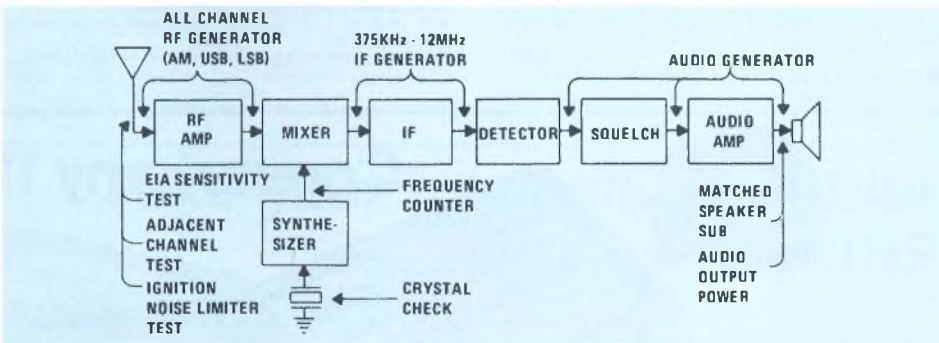 ALL CHANNEL
RF GENERATOR
(AM, USB, LSB)
375KHz - 12MHz
IF GENERATOR
AUDIO GENERATOR
RF
AMP
MIXER
IF
DETECTOR
SQUELCH
AUDIO
AMP
EIA SENSITIVITY
TEST
ADJACENT
CHANNEL
TEST
IGNITION
NOISE LIMITER
TEST
SYNTHE-
SIZER
FREQUENCY
COUNTER
CRYSTAL
CHECK
MATCHED
SPEAKER
SUB
AUDIO
OUTPUT
POWER